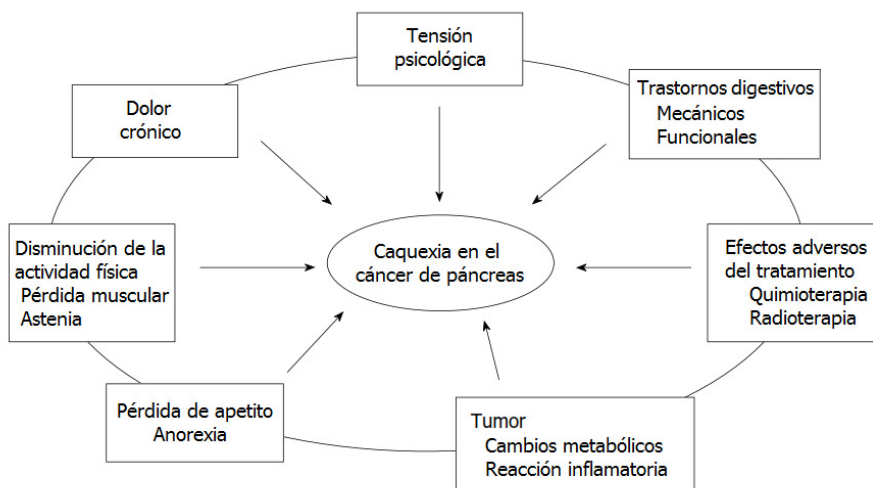 Tensión
psicológica
Trastornos digestivos
Mecánicos
Funcionales
Dolor
crónico
Caquexia en el
cáncer de páncreas
Disminución de la
actividad física
Pérdida muscular
Astenia
Efectos adversos
del tratamiento
Quimioterapia
Radioterapia
Pérdida de apetito
Anorexia
Tumor
Cambios metabólicos
Reacción inflamatoria